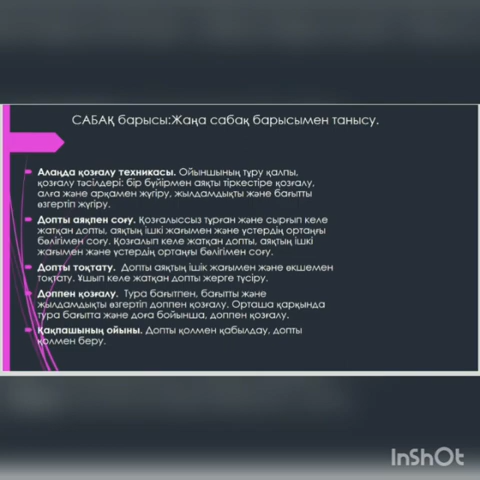 САБАҚ барысы:Жаңа сабақ барысымен танысу.
Алаңда қозғалу техникасы. Ойыншының тұру қалпы,
қозғалу тәсілдері: бір бүйірмен аяқты тіркестіре қозғалу,
алға және арқамен жүгіру, жылдамдықты және бағытты
өзгертіп жүгіру.
Допты аяқпен соғу. Қозғалыссыз тұрған және сырғып келе
жатқан допты, аяқтың ішкі жағымен және үстердің ортаңғы
бөлігімен соғу. Қозғалып келе жатқан допты, аяқтың ішкі
жағымен және үстердің ортаңғы бөлігімен соғу.
Допты тоқтату. Допты аяқтың ішік жағымен және өкшемен
тоқтату. Ұшып келе жатқан допты жерге түсіру.
Доппен қозғалу. Тура бағытпен, бағытты және
жылдамдықты өзгертіп доппен қозғалу. Орташа қарқында
тура бағытта және доға бойынша, доппен қозғалу.
Қақпашының ойыны. Допты қолмен қабылдау, допты
қолмен беру.
InShOt